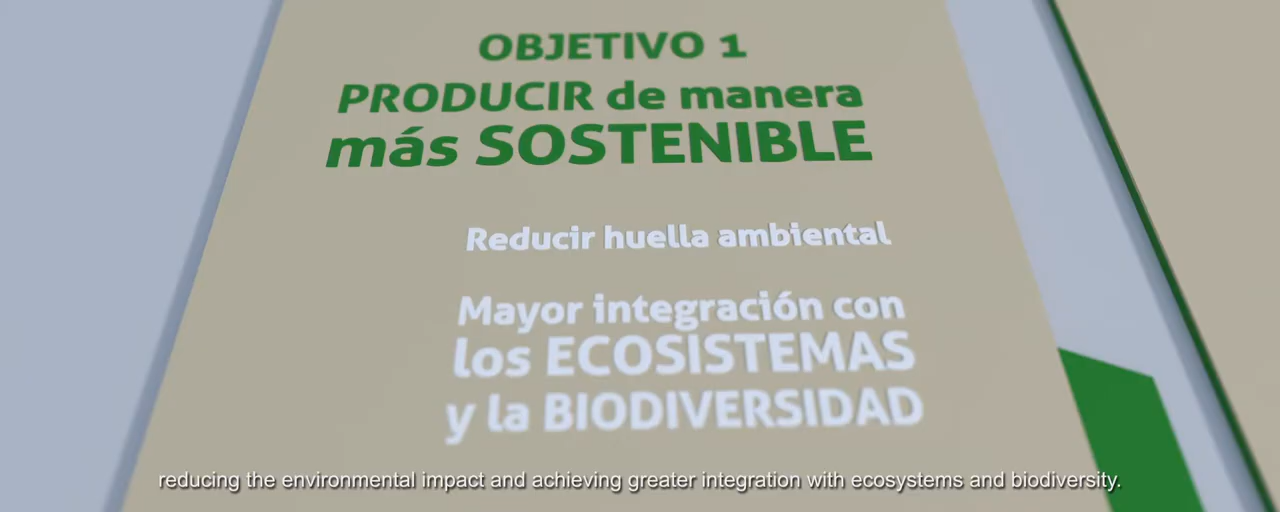 OBJETIVO 1
PRODUCIR de manera
más SOSTENIBLE
Reducir huella ambiental
Mayor integración con
los ECOSISTEMAS
y la BIODIVERSIDAD
reducing the environmental impact and achieving greater integration with ecosystems and biodiversity.